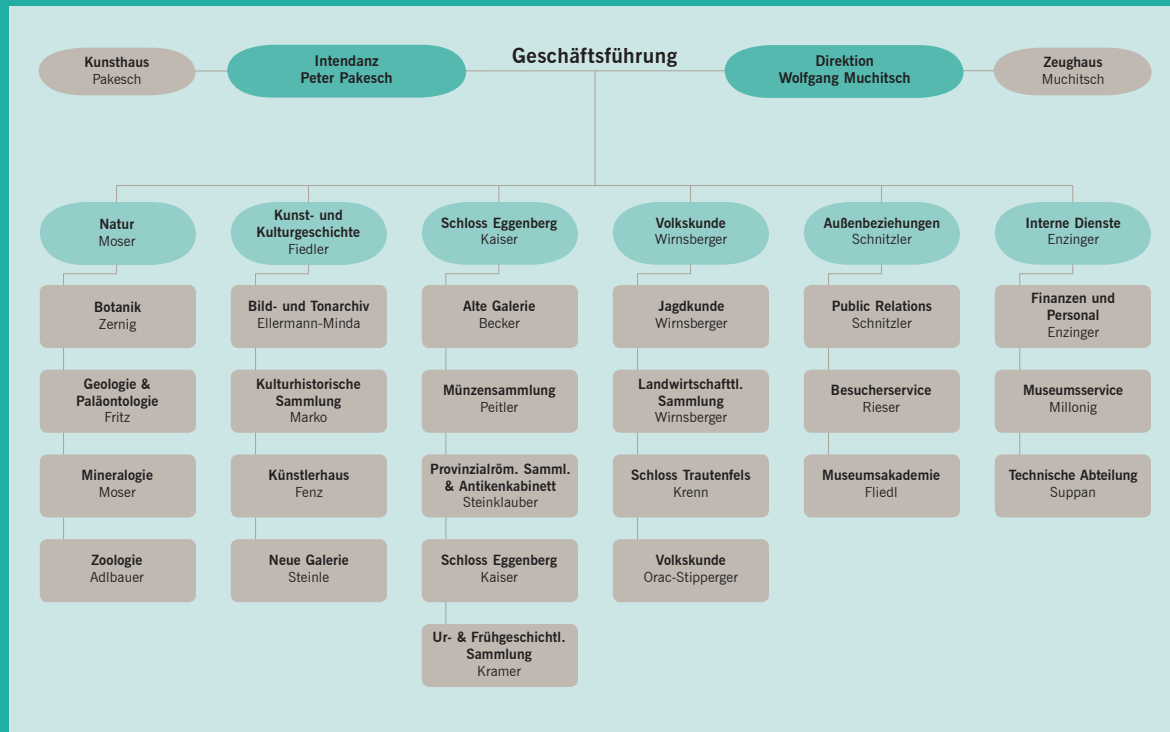 Kunsthaus
Pakesch
Intendanz
Peter Pakesch
Geschäftsführung
Direktion
Wolfgang Muchitsch
Zeughaus
Muchitsch
Natur
Moser
Botanik
Zernig
Geologie &
Paläontologie
Fritz
Mineralogie
Moser
Zoologie
Adlbauer
Kunst- und
Kulturgeschichte
Fiedler
Bild- und Tonarchiv
Ellermann-Minda
Kulturhistorische
Sammlung
Marko
Künstlerhaus
Fenz
Neue Galerie
Steinle
Schloss Eggenberg
Kaiser
Alte Galerie
Becker
Münzensammlung
Peitler
Provinzialröm. Samml.
& Antikenkabinett
Steinklauber
Schloss Eggenberg
Kaiser
Ur- & Frühgeschichtl.
Sammlung
Kramer
Volkskunde
Wirnsberger
Jagdkunde
Wirnsberger
Landwirtschafttl.
Sammlung
Wirnsberger
Schloss Trautenfels
Krenn
Volkskunde
Orac-Stipperger
Außenbeziehungen
Schnitzler
Public Relations
Schnitzler
Besucherservice
Rieser
Museumsakademie
Fliedl
Interne Dienste
Enzinger
Finanzen und
Personal
Enzinger
Museumsservice
Millonig
Technische Abteilung
Suppan